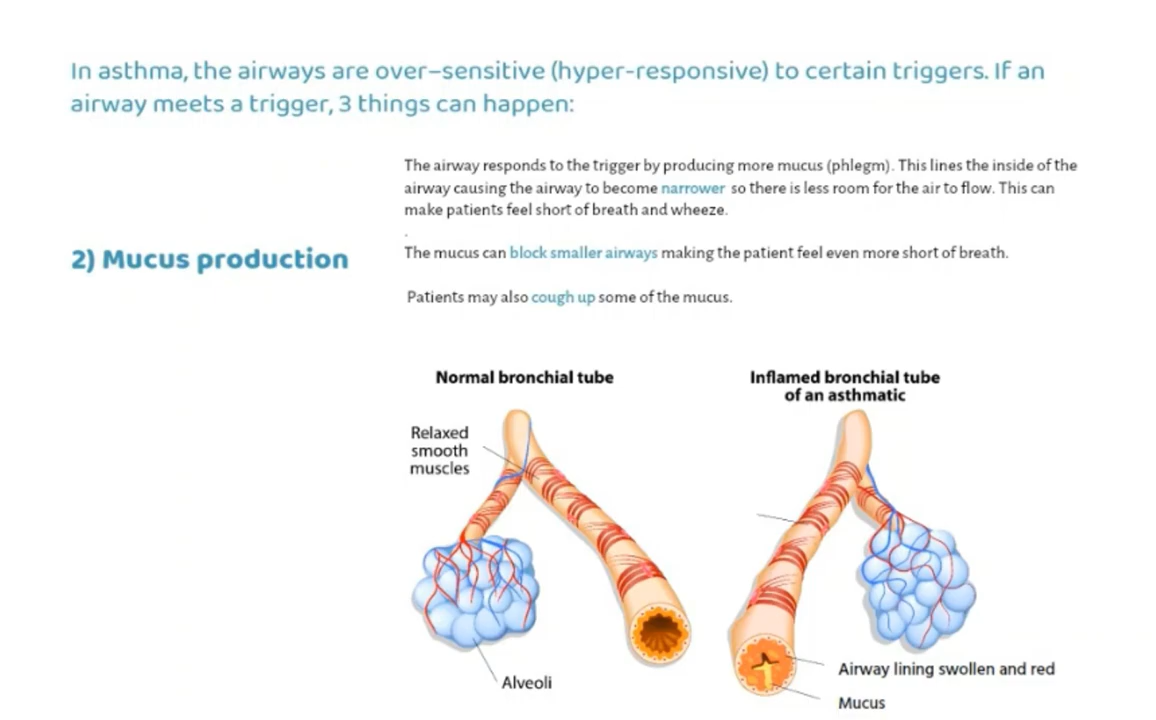 In asthma, the airways are over-sensitive (hyper-responsive) to certain triggers. If an
airway meets a trigger, 3 things can happen:
The airway responds to the trigger by producing more mucus (phlegm). This lines the inside of the
airway causing the airway to become narrower so there is less room for the air to flow. This can
make patients feel short of breath and wheeze.
.
2) Mucus production
The mucus can block smaller airways making the patient feel even more short of breath.
Patients may also cough up some of the mucus.
Normal bronchial tube
Relaxed
smooth
muscles
Alveoli
Inflamed bronchial tube
of an asthmatic
Airway lining swollen and red
Mucus